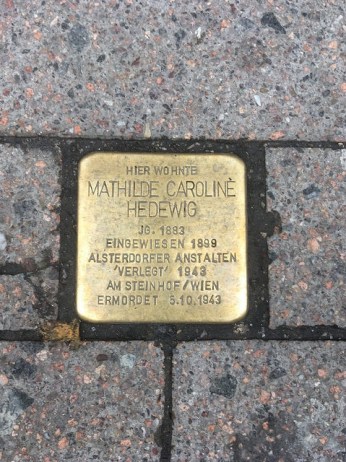 HIER WOHNTE
MATHILDE CAROLINÈ
HEDEWIG
JG. 1883
EINGEWIESEN 1899
ALSTERDORFER ANSTALTEN
'VERLEGT' 1943
AM STEINHOF/WIEN
ERMORDET 5.10.1943